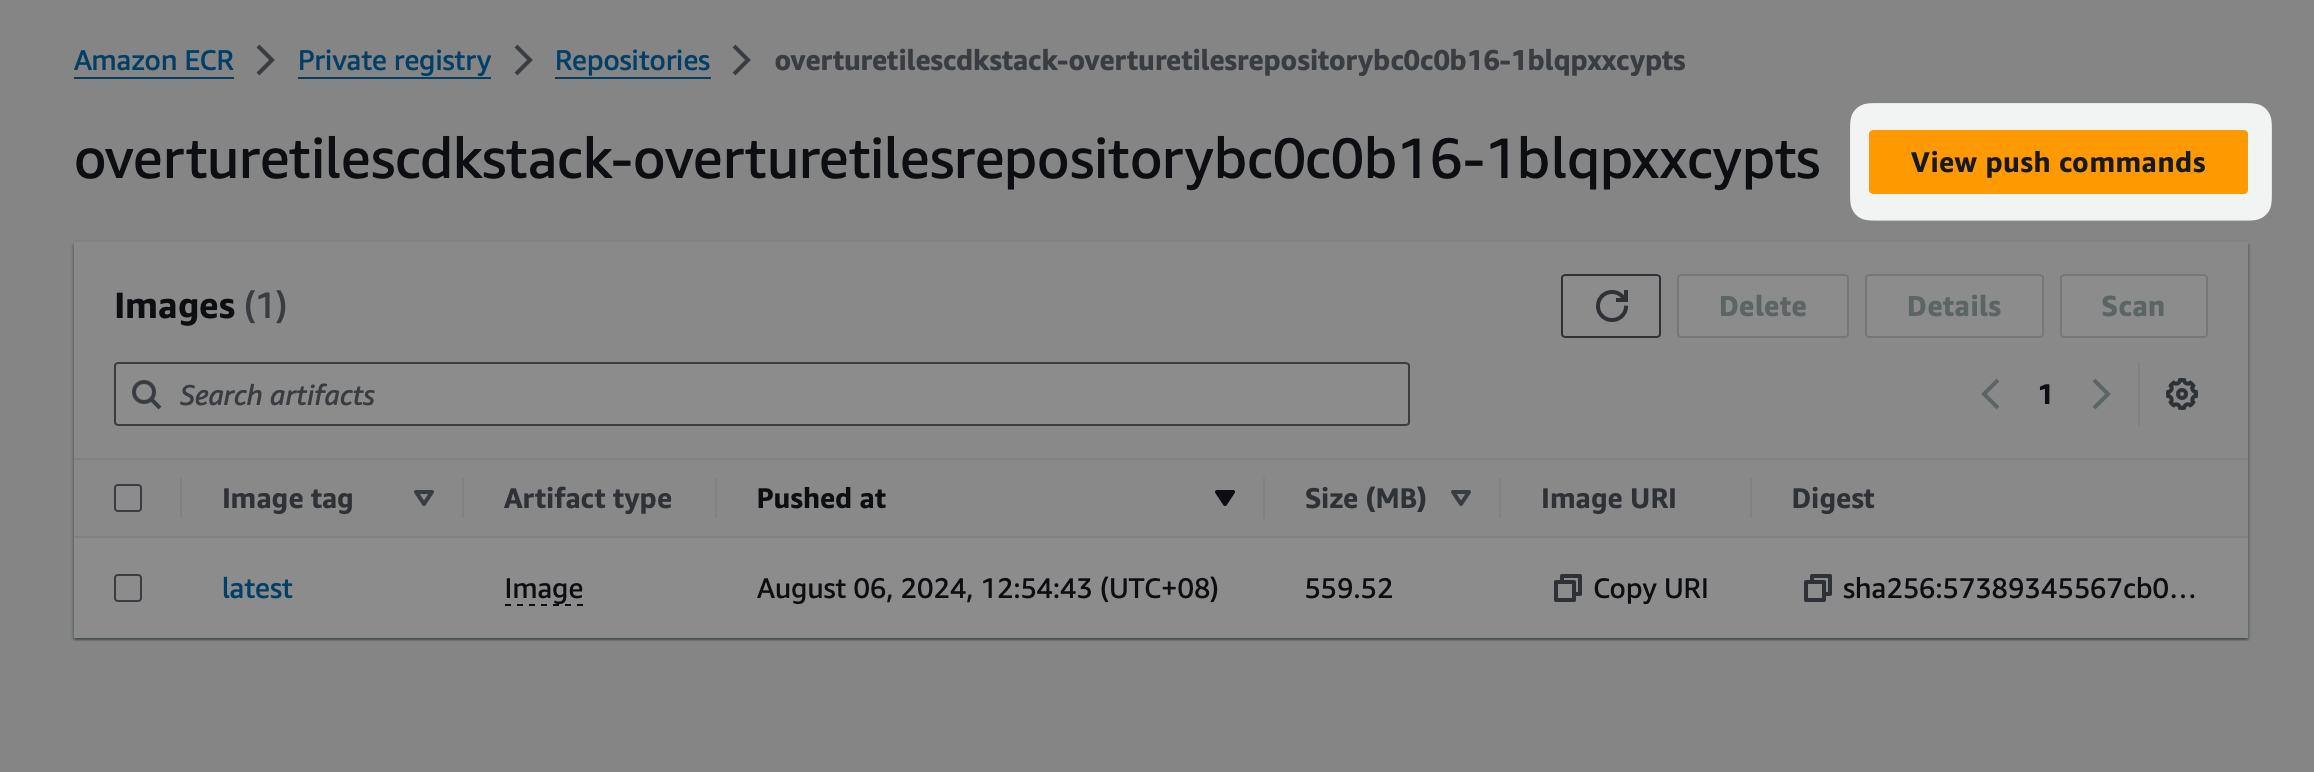 Amazon ECR Private registry Repositories overturetilescdkstack-overturetilesrepositorybc0c0b16-1blqpxxcypts
overturetilescdkstack-overturetilesrepositorybc0c0b16-1blqpxxcypts View push commands
Images (1) Delete Details Scan
Search artifacts 1
Image tag Artifact type Pushed at Size (MB) Image URI Digest
latest Image August 06, 2024, 12:54:43 (UTC+08) 559.52 Copy URI sha256:57389345567cb0...